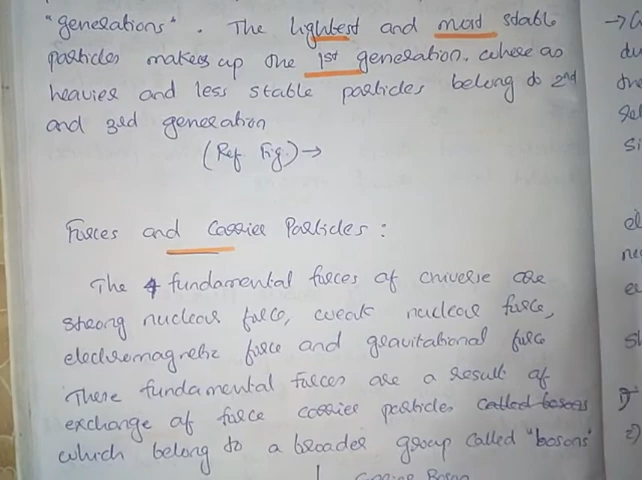 "generations". The lightest and most stable
particles makes up the 1st generation. where as
heavier and less stable particles belong to 2nd
and 3rd generation
(Ref Fig.) →
Forces and Carrier Particles :
The 4 fundamental forces of universe are
strong nuclear force, weak nuclear force,
electromagnetic force and gravitational force
These fundamental forces are a result of
exchange of force carrier particles called bosons
which belong to a broader group called "bosons"
Boson